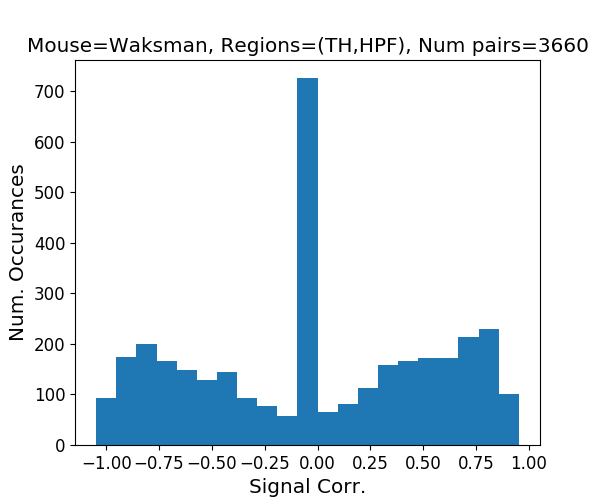 Mouse=Waksman, Regions=(TH,HPF), Num pairs=3660
Num. Occurances
700
600
500
400
300
200
100
0
−1.00 −0.75 −0.50 −0.25 0.00 0.25 0.50 0.75 1.00
Signal Corr.